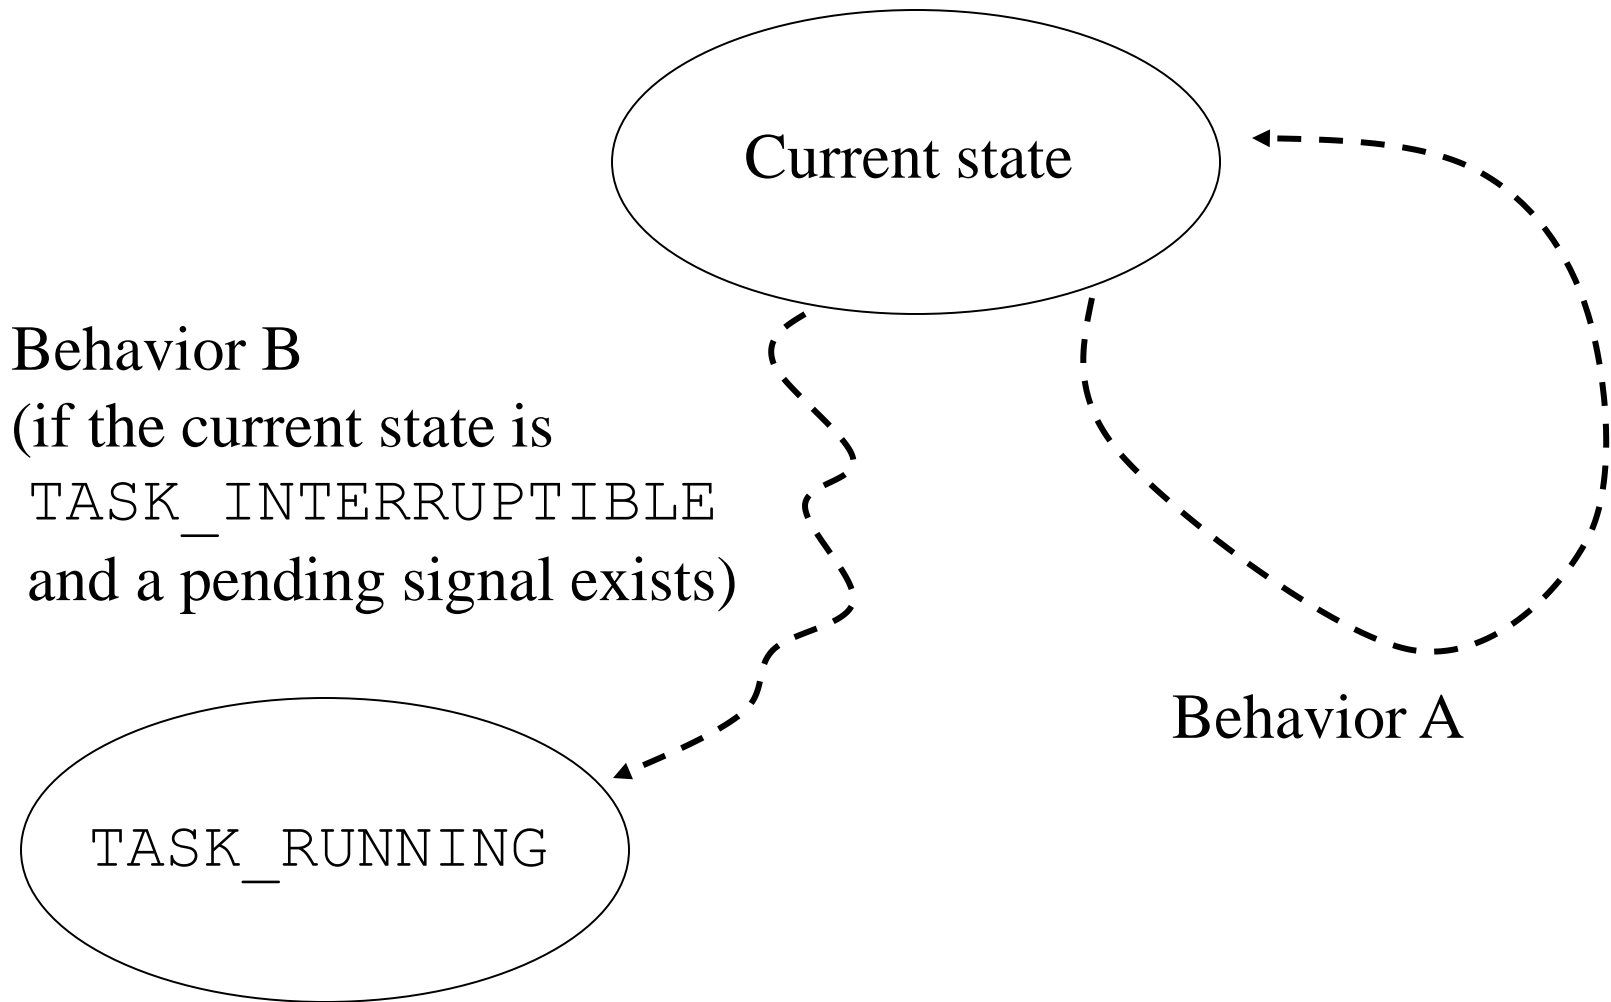 Current state
Behavior B
(if the current state is
TASK_INTERRUPTIBLE
and a pending signal exists)
Behavior A
TASK_RUNNING